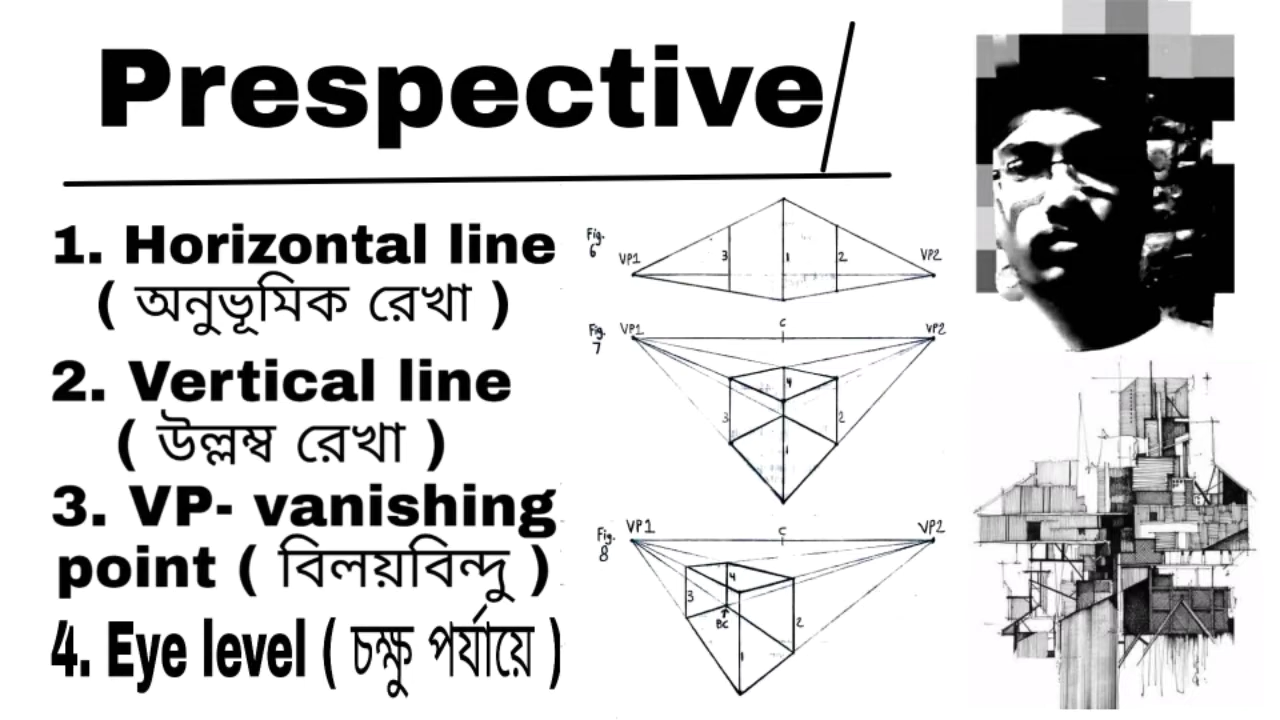 Prespective/
1. Horizontal line
( অনুভূমিক রেখা )
2. Vertical line
( উল্লম্ব রেখা )
3. VP- vanishing
point ( বিলয়বিন্দু )
4. Eye level ( চক্ষু পর্যায়ে )
Fig. 6
VP1 3 1 2 VP2
Fig. 7
VP1 C VP2
4
3 2
1
Fig. 8
VP1 C VP2
4
3
BC 2
1